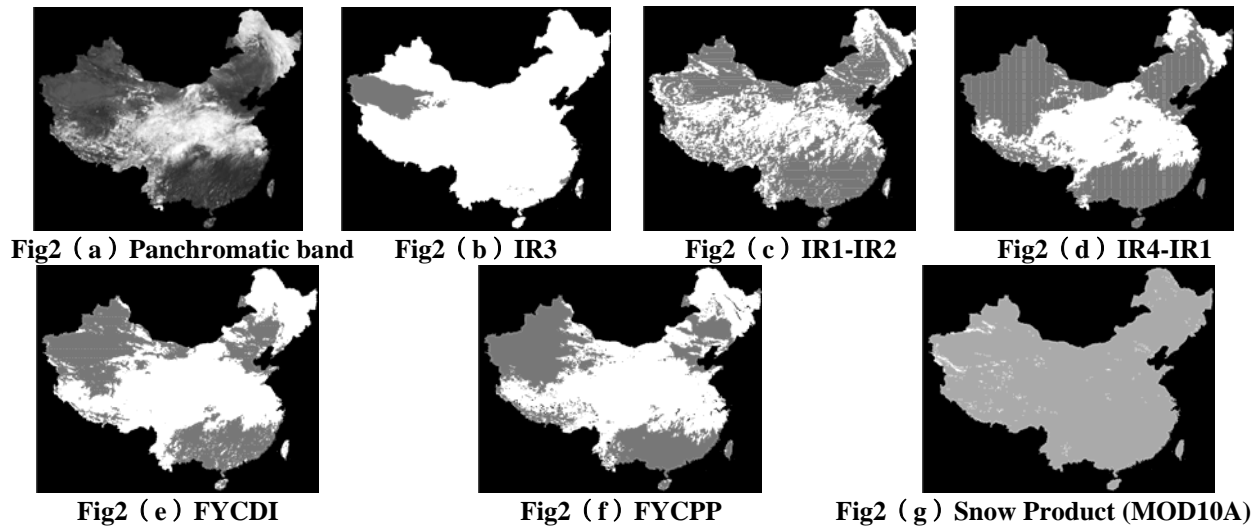 Fig2（a）Panchromatic band
Fig2（b）IR3
Fig2（c）IR1-IR2
Fig2（d）IR4-IR1
Fig2（e）FYCDI
Fig2（f）FYCPP
Fig2（g）Snow Product (MOD10A)